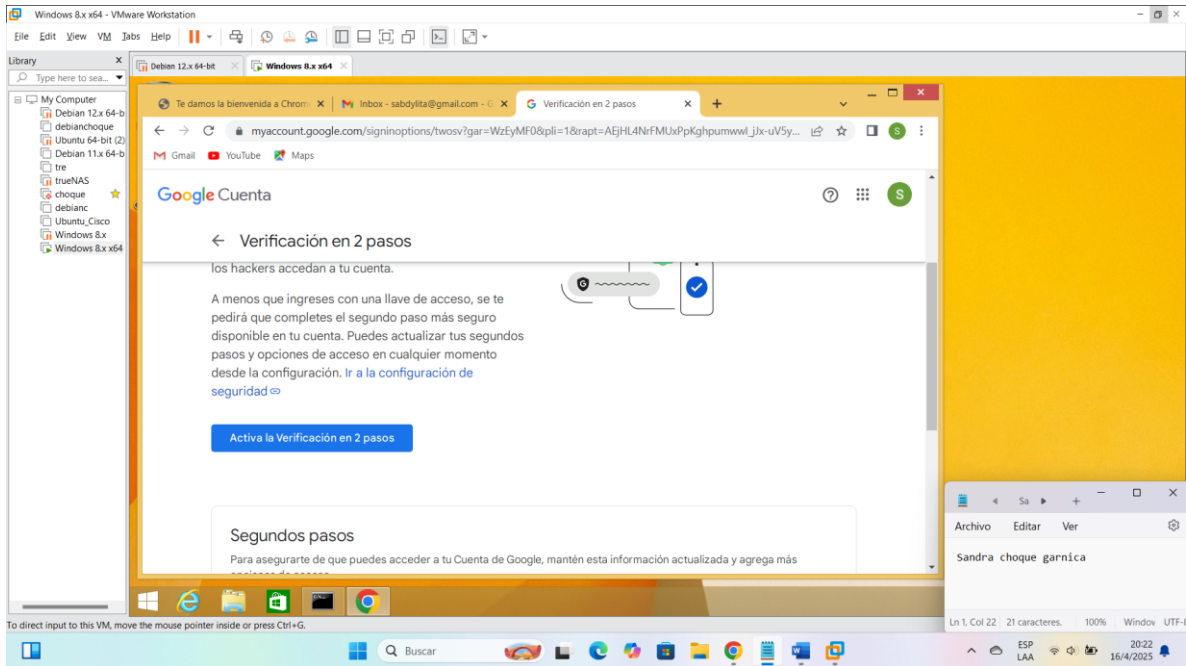 Windows 8.x x64 - VMware Workstation
File Edit View VM Tabs Help
Library X
Type here to sea...
My Computer
Debian 12.x 64-b
debianchoque
Ubuntu 64-bit (2)
Debian 11.x 64-b
tre
trueNAS
choque
debianc
Ubuntu_Cisco
Windows 8.x
Windows 8.x x64
Debian 12.x 64-bit
Windows 8.x x64
Te damos la bienvenida a Chrom
Inbox - sabdylita@gmail.com - G
Verificación en 2 pasos
myaccount.google.com/signinoptions/twosv?gar=WzEyMF0&pli=1&rapt=AEjHL4NrFMUxPpKghpumwwl_jJx-uV5y...
S
Gmail YouTube Maps
Google Cuenta
S
Verificación en 2 pasos
los hackers accedan a tu cuenta.
A menos que ingreses con una llave de acceso, se te
pedirá que completes el segundo paso más seguro
disponible en tu cuenta. Puedes actualizar tus segundos
pasos y opciones de acceso en cualquier momento
desde la configuración. Ir a la configuración de
seguridad
Activa la Verificación en 2 pasos
Segundos pasos
Para asegurarte de que puedes acceder a tu Cuenta de Google, mantén esta información actualizada y agrega más
Sa
Archivo Editar Ver
Sandra choque garnica
Ln 1, Col 22 21 caracteres. 100% Window UTF-8
To direct input to this VM, move the mouse pointer inside or press Ctrl+G.
Buscar
ESP
LAA
20:22
16/4/2025